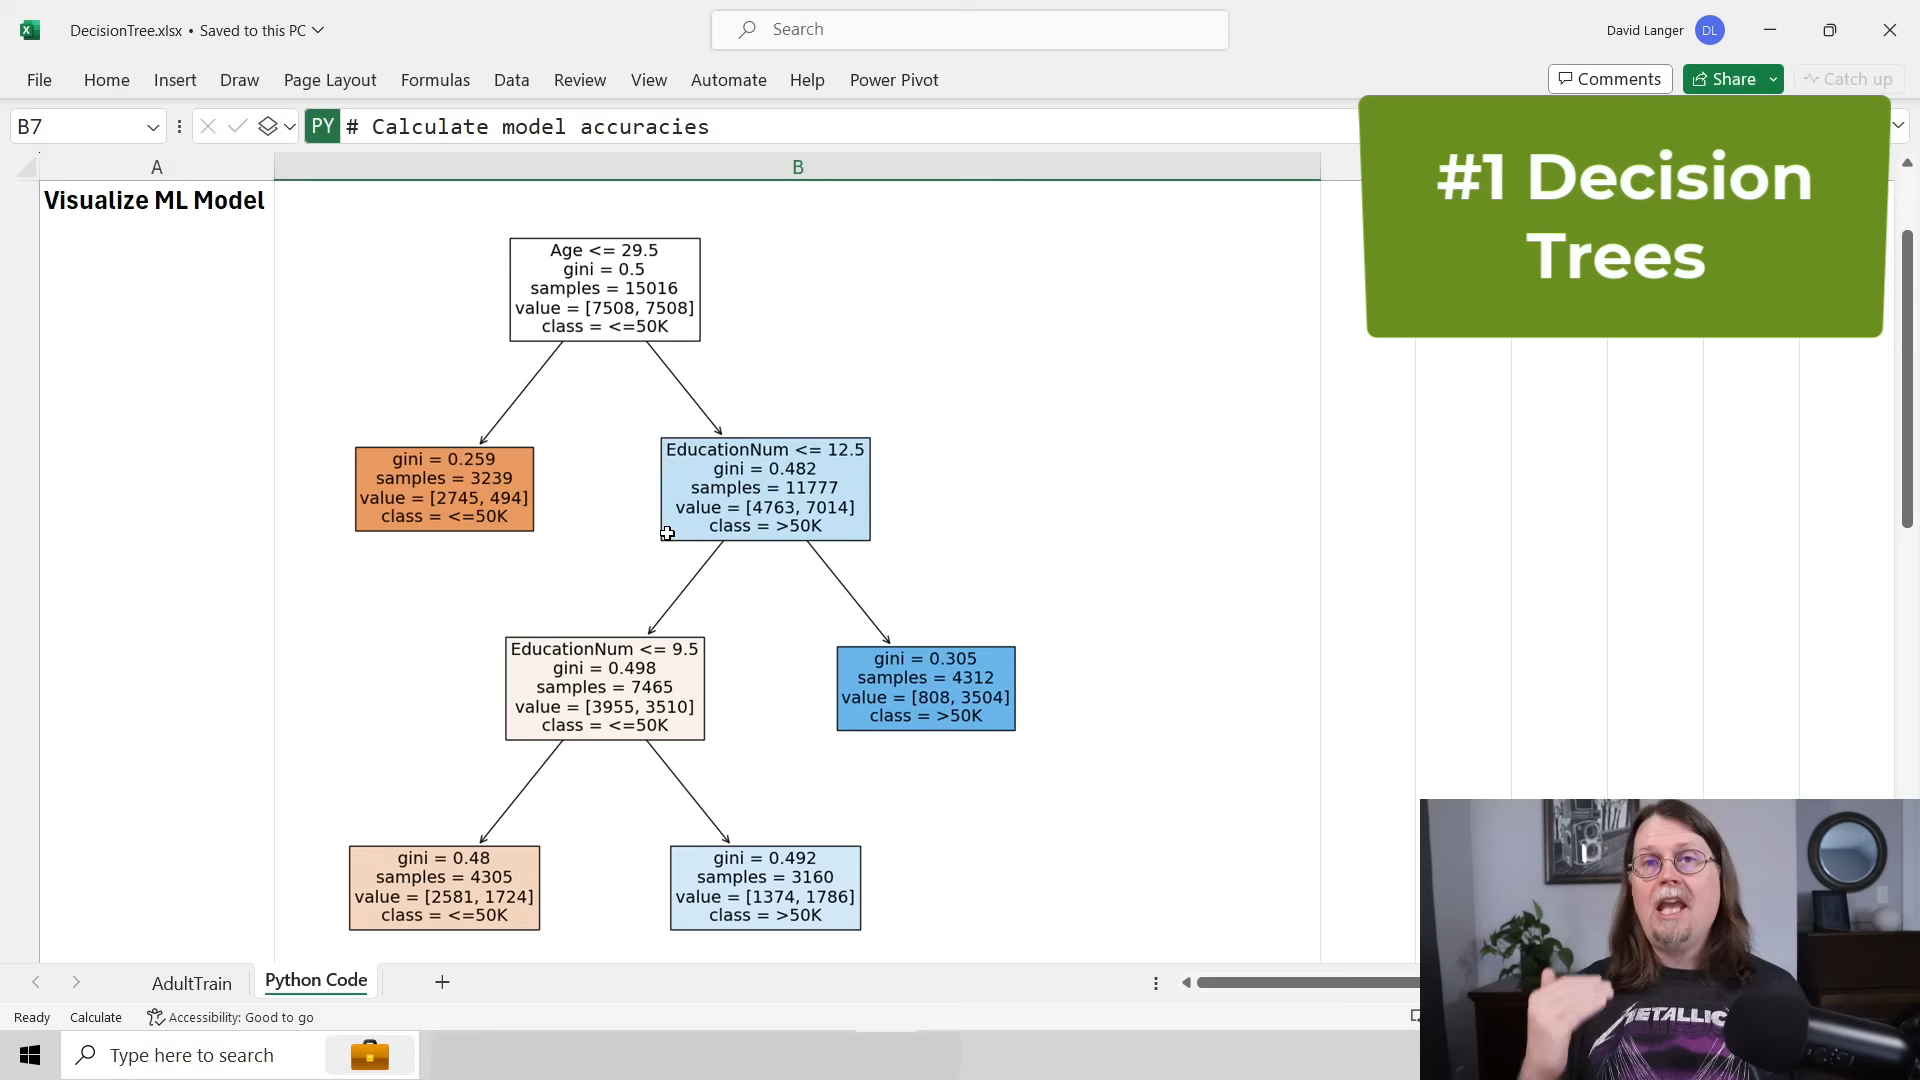 DecisionTree.xlsx • Saved to this PC
Search
David Langer
DL
File
Home
Insert
Draw
Page Layout
Formulas
Data
Review
View
Automate
Help
Power Pivot
Comments
Share
Catch up
B7
PY
# Calculate model accuracies
#1 Decision
Trees
A
B
Visualize ML Model
Age <= 29.5
gini = 0.5
samples = 15016
value = [7508, 7508]
class = <=50K
gini = 0.259
samples = 3239
value = [2745, 494]
class = <=50K
EducationNum <= 12.5
gini = 0.482
samples = 11777
value = [4763, 7014]
class = >50K
EducationNum <= 9.5
gini = 0.498
samples = 7465
value = [3955, 3510]
class = <=50K
gini = 0.305
samples = 4312
value = [808, 3504]
class = >50K
gini = 0.48
samples = 4305
value = [2581, 1724]
class = <=50K
gini = 0.492
samples = 3160
value = [1374, 1786]
class = >50K
METALLIC
AdultTrain
Python Code
Ready
Calculate
Accessibility: Good to go
Type here to search